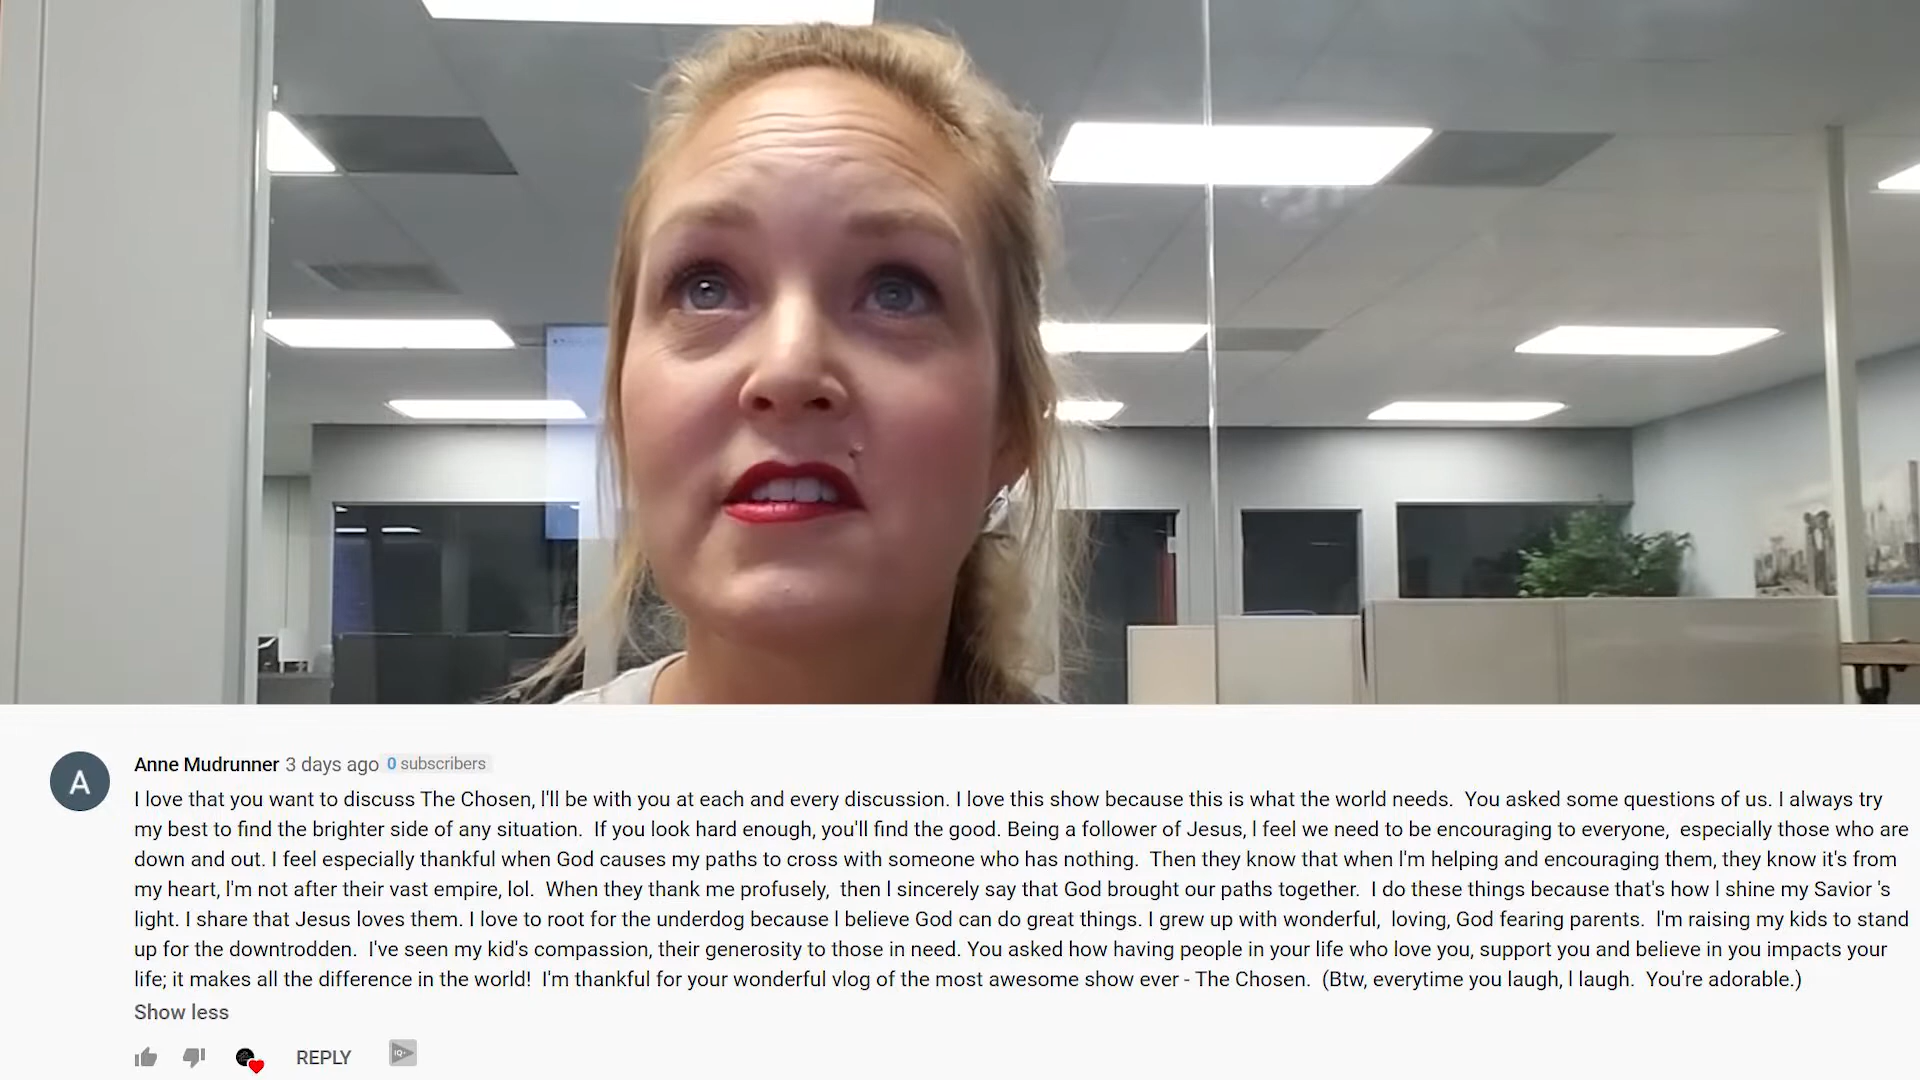 Anne Mudrunner 3 days ago 0 subscribers
I love that you want to discuss The Chosen, I'll be with you at each and every discussion. I love this show because this is what the world needs.  You asked some questions of us. I always try
my best to find the brighter side of any situation.  If you look hard enough, you'll find the good. Being a follower of Jesus, I feel we need to be encouraging to everyone,  especially those who are
down and out. I feel especially thankful when God causes my paths to cross with someone who has nothing.  Then they know that when I'm helping and encouraging them, they know it's from
my heart, I'm not after their vast empire, lol.  When they thank me profusely,  then I sincerely say that God brought our paths together.  I do these things because that's how I shine my Savior 's
light. I share that Jesus loves them. I love to root for the underdog because I believe God can do great things. I grew up with wonderful,  loving, God fearing parents.  I'm raising my kids to stand
up for the downtrodden.  I've seen my kid's compassion, their generosity to those in need. You asked how having people in your life who love you, support you and believe in you impacts your
life; it makes all the difference in the world!  I'm thankful for your wonderful vlog of the most awesome show ever - The Chosen.  (Btw, everytime you laugh, I laugh.  You're adorable.)
Show less
REPLY
A
IQ+